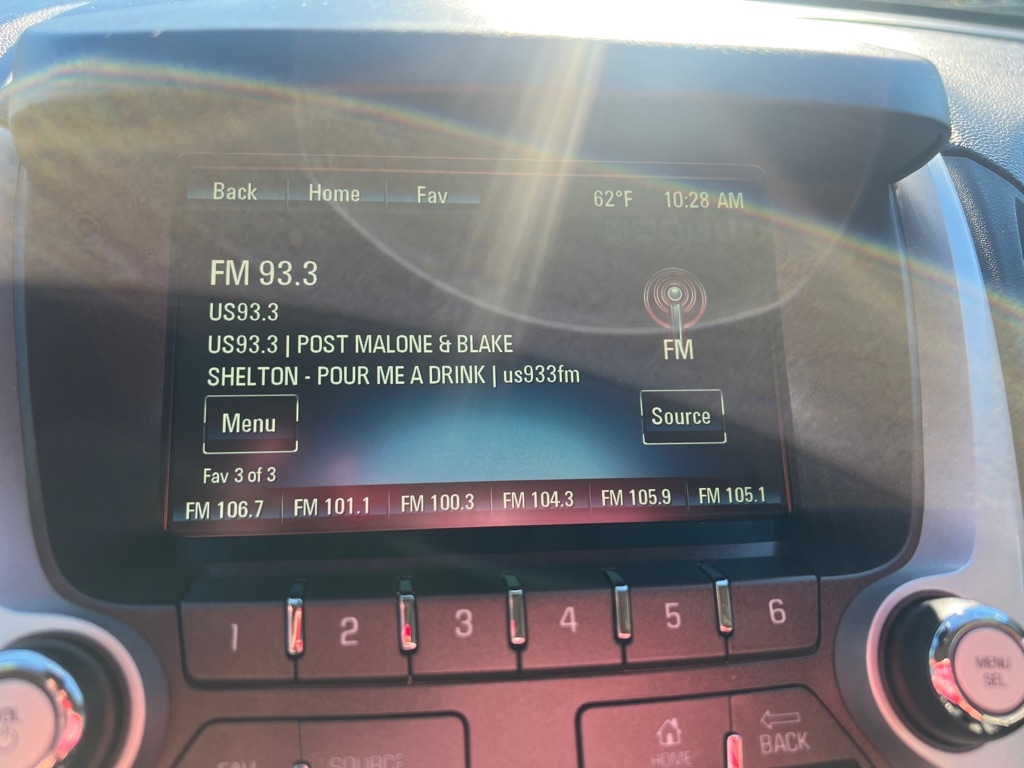 Back Home Fav 62°F 10:28 AM
FM 93.3
US93.3
US93.3 | POST MALONE & BLAKE
SHELTON - POUR ME A DRINK | us933fm
FM
Menu
Source
Fav 3 of 3
FM 106.7 FM 101.1 FM 100.3 FM 104.3 FM 105.9 FM 105.1
1 2 3 4 5 6
MENU
SEL
FAV SOURCE HOME BACK